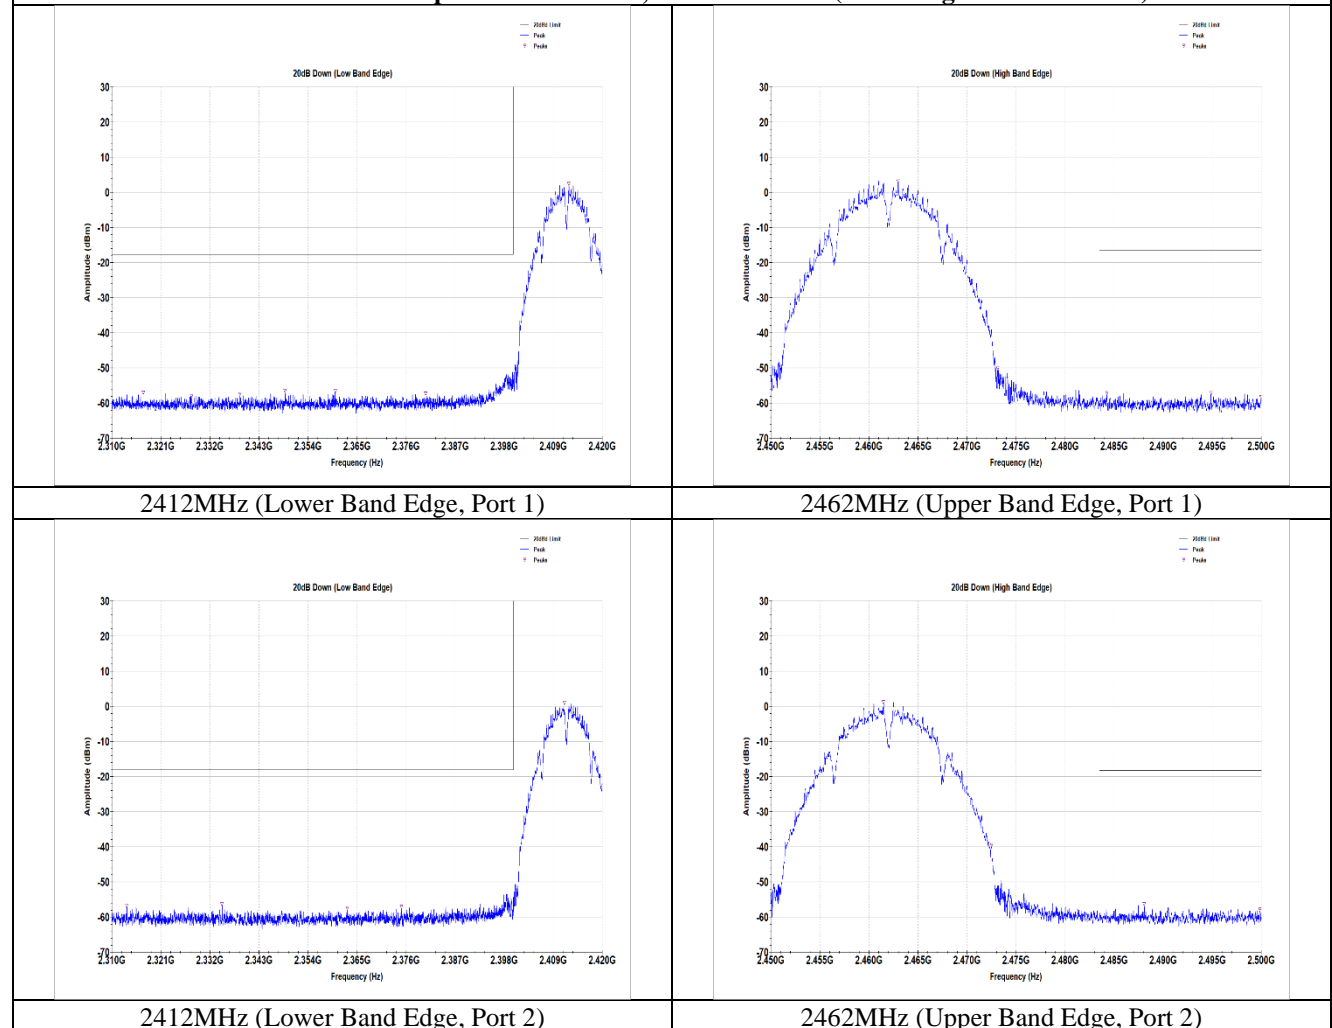 20dBd Limit
Peak
Peaks
20dB Down (Low Band Edge)
30
20
10
0
-10
-20
-30
-40
-50
-60
-70
Amplitude (dBm)
2.310G 2.321G 2.332G 2.343G 2.354G 2.365G 2.376G 2.387G 2.398G 2.409G 2.420G
Frequency (Hz)
2412MHz (Lower Band Edge, Port 1)
20dBd Limit
Peak
Peaks
20dB Down (High Band Edge)
30
20
10
0
-10
-20
-30
-40
-50
-60
-70
Amplitude (dBm)
2.450G 2.455G 2.460G 2.465G 2.470G 2.475G 2.480G 2.485G 2.490G 2.495G 2.500G
Frequency (Hz)
2462MHz (Upper Band Edge, Port 1)
20dBd Limit
Peak
Peaks
20dB Down (Low Band Edge)
30
20
10
0
-10
-20
-30
-40
-50
-60
-70
Amplitude (dBm)
2.310G 2.321G 2.332G 2.343G 2.354G 2.365G 2.376G 2.387G 2.398G 2.409G 2.420G
Frequency (Hz)
2412MHz (Lower Band Edge, Port 2)
20dBd Limit
Peak
Peaks
20dB Down (High Band Edge)
30
20
10
0
-10
-20
-30
-40
-50
-60
-70
Amplitude (dBm)
2.450G 2.455G 2.460G 2.465G 2.470G 2.475G 2.480G 2.485G 2.490G 2.495G 2.500G
Frequency (Hz)
2462MHz (Upper Band Edge, Port 2)